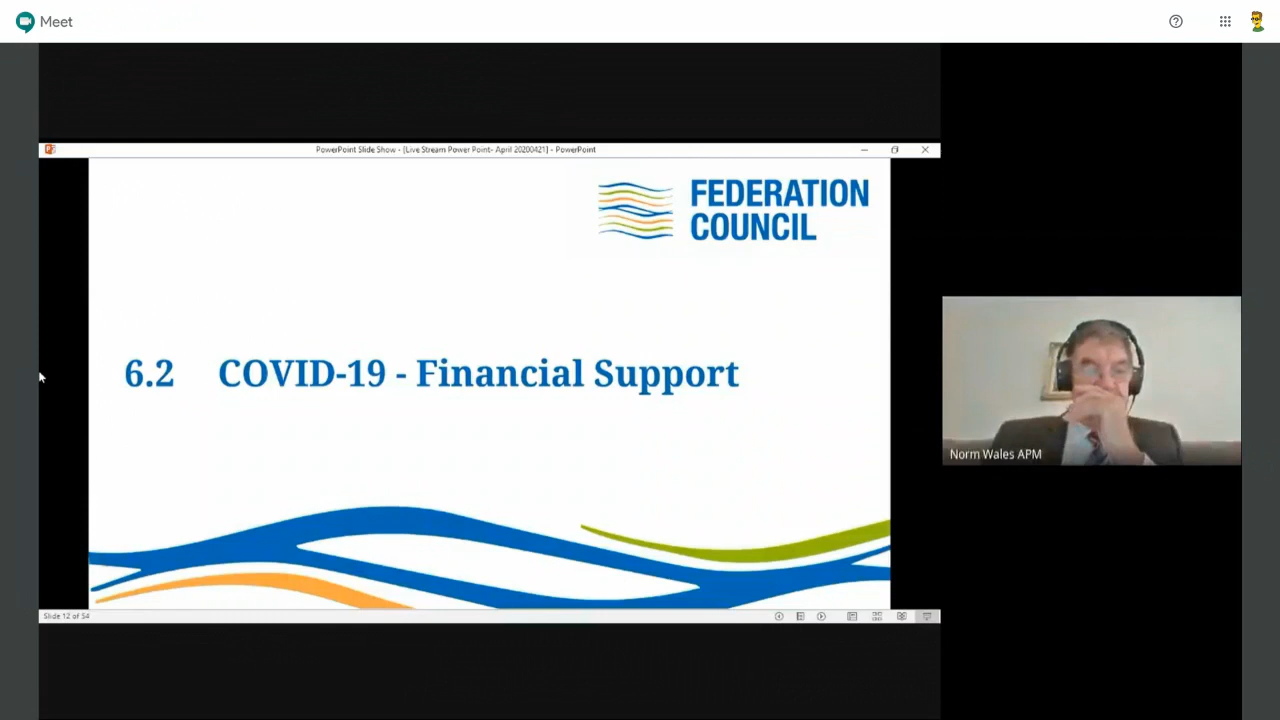 Meet
PowerPoint Slide Show - [Live Stream Power Point- April 20200421] - PowerPoint
FEDERATION
COUNCIL
6.2 COVID-19 - Financial Support
Norm Wales APM
Slide 12 of 54